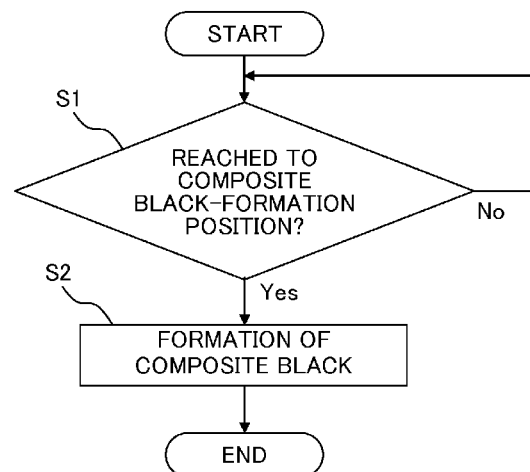 START
S1
REACHED TO
COMPOSITE
BLACK-FORMATION
POSITION?
No
S2
Yes
FORMATION OF
COMPOSITE BLACK
END